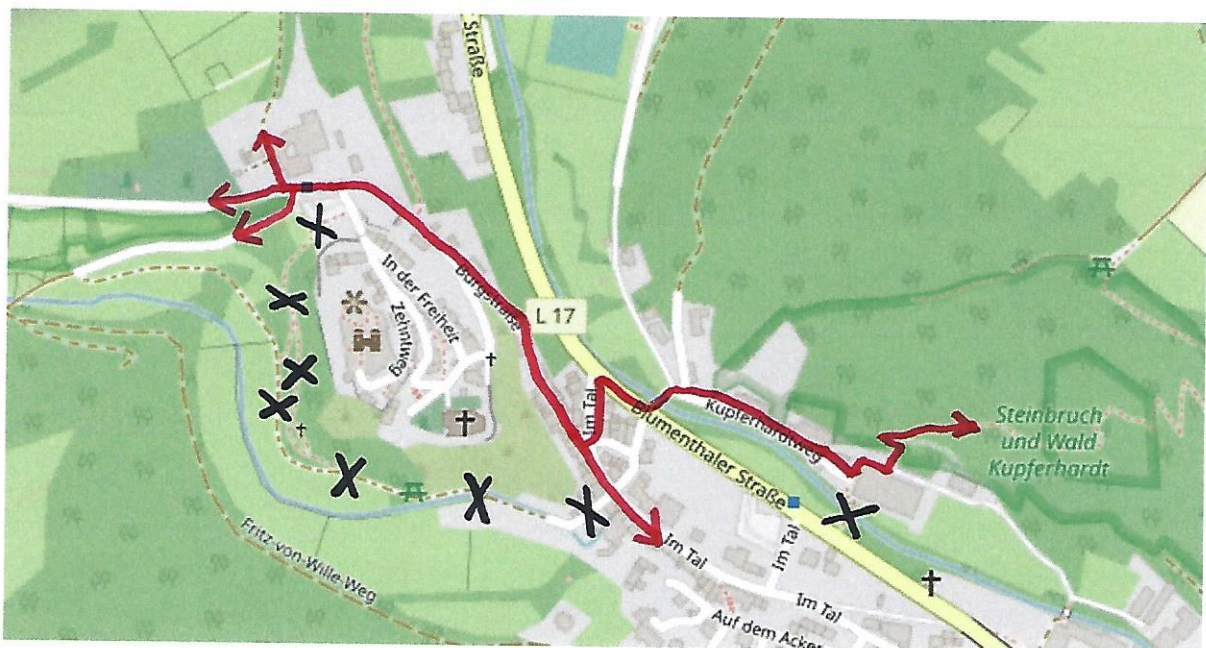 Straße
In der Freiheit
Zehntweg
Burgstraße
L 17
Im Tal
Blumenthaler Straße
Kupferhardtweg
Steinbruch
und Wald
Kupferhardt
Fritz-von-Wille-Weg
Im Tal
Im Tal
Im Tal
Auf dem Acker